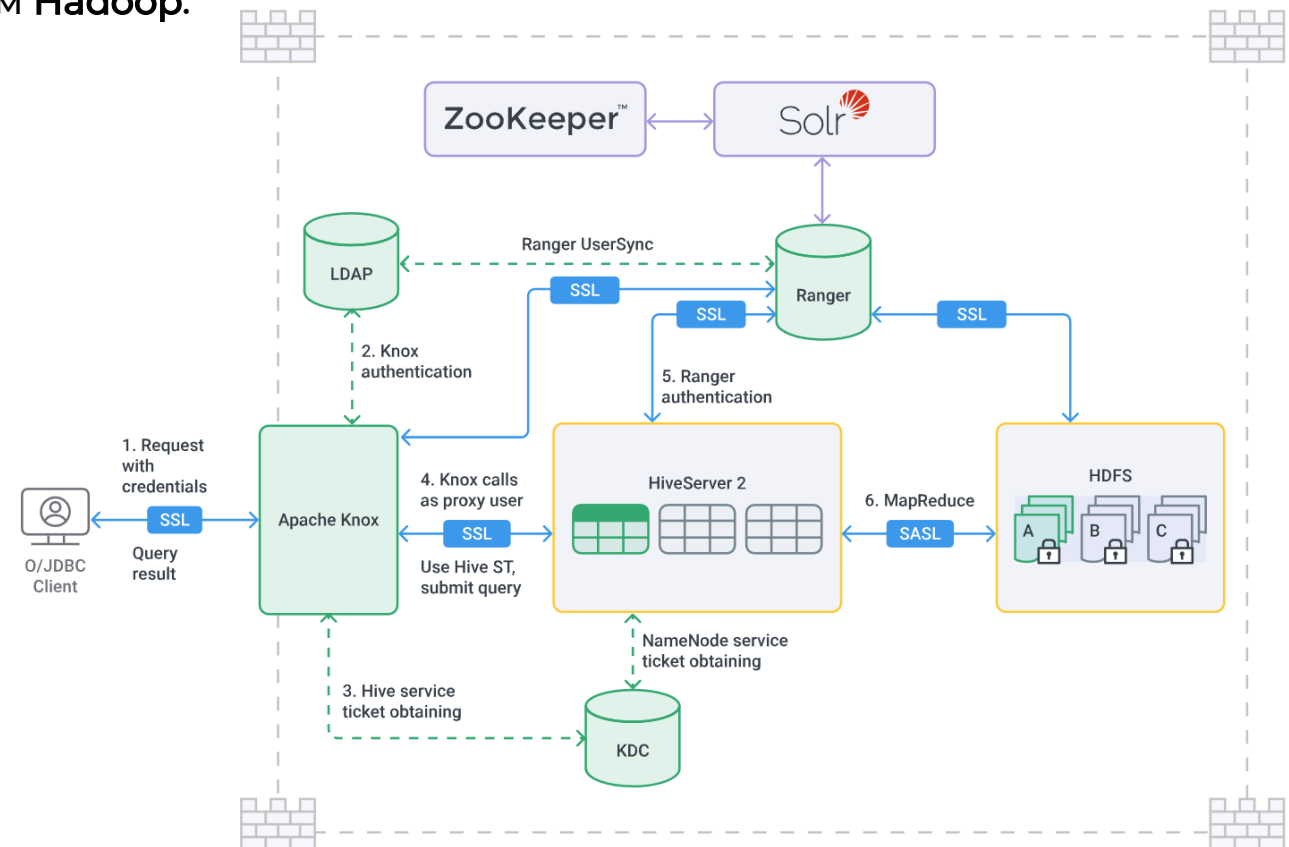 м Hadoop.
ZooKeeper™
Solr
LDAP
Ranger UserSync
Ranger
SSL
SSL
SSL
2. Knox
authentication
5. Ranger
authentication
1. Request
with
credentials
SSL
Query
result
O/JDBC
Client
Apache Knox
4. Knox calls
as proxy user
SSL
Use Hive ST,
submit query
HiveServer 2
6. MapReduce
SASL
HDFS
A
B
C
NameNode service
ticket obtaining
3. Hive service
ticket obtaining
KDC